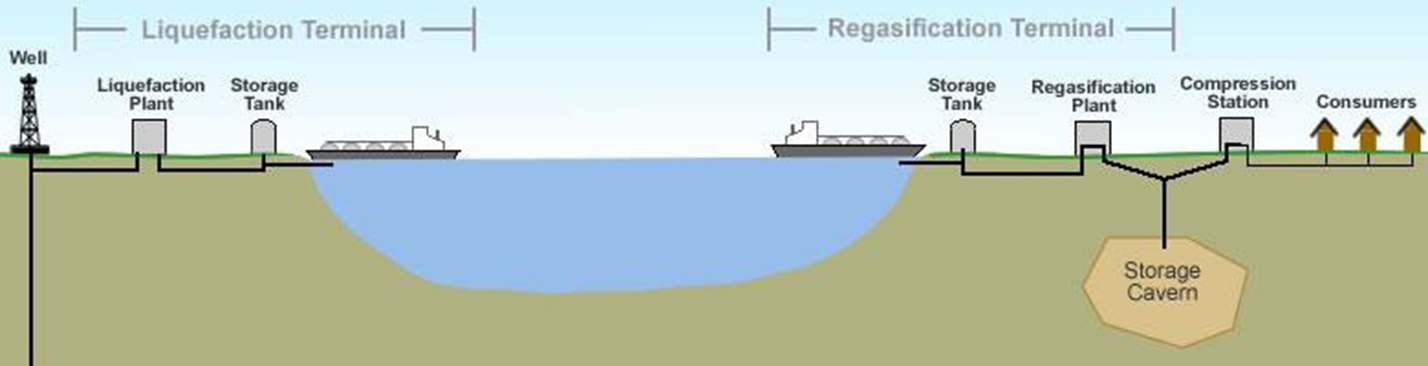 Liquefaction Terminal
Regasification Terminal
Well
Liquefaction
Plant
Storage
Tank
Storage
Tank
Regasification
Plant
Compression
Station
Consumers
Storage
Cavern